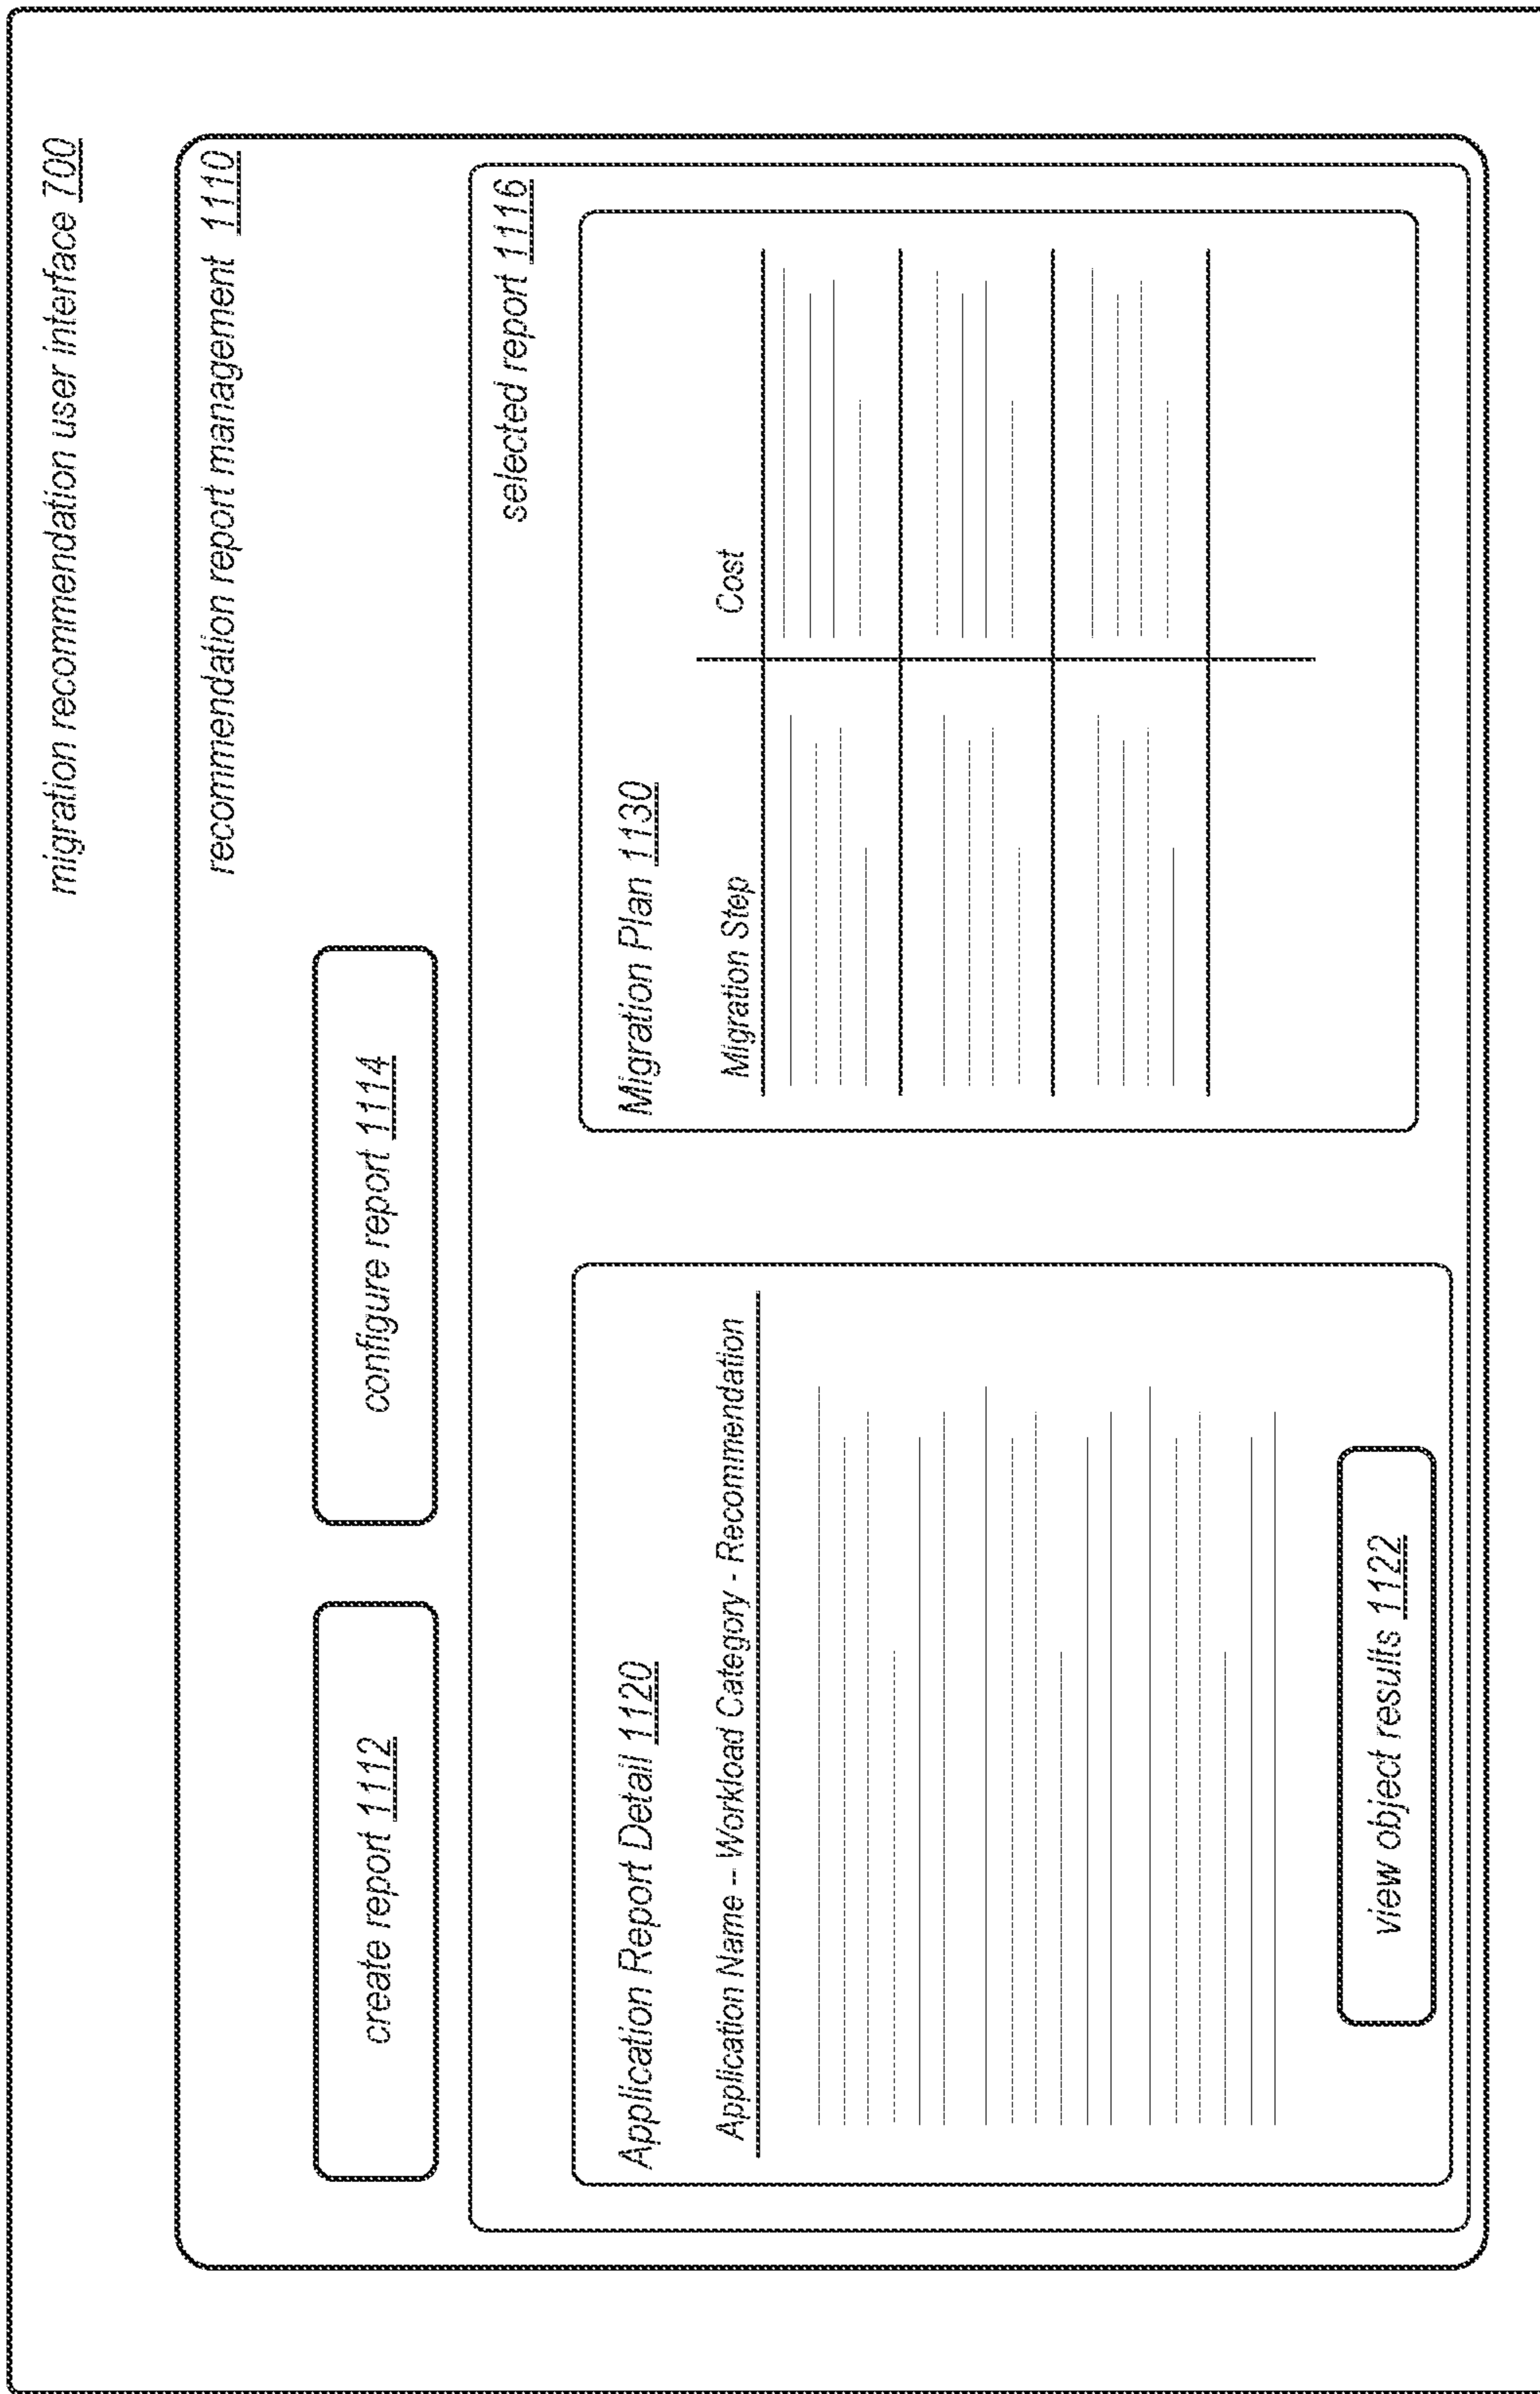 migration recommendation user interface 700
recommendation report management 1110
create report 1112
configure report 1114
selected report 1116
Application Report Detail 1120
Application Name -- Workload Category - Recommendation
view object results 1122
Migration Plan 1130
Migration Step
Cost